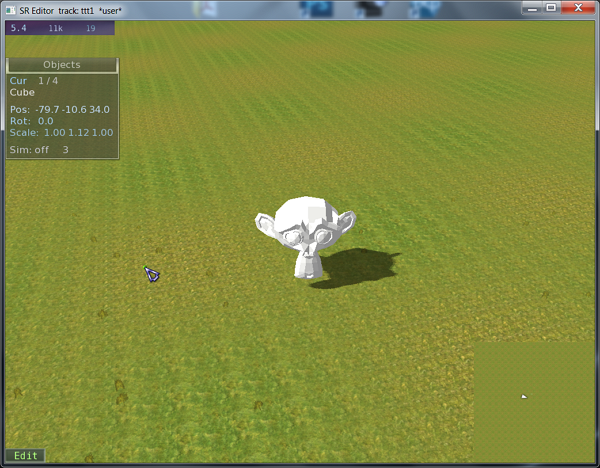 SR Editor track: ttt1 *user*
5.4 11k 19
Objects
Cur 1 / 4
Cube
Pos: -79.7 -10.6 34.0
Rot: 0.0
Scale: 1.00 1.12 1.00
Sim: off 3
Edit